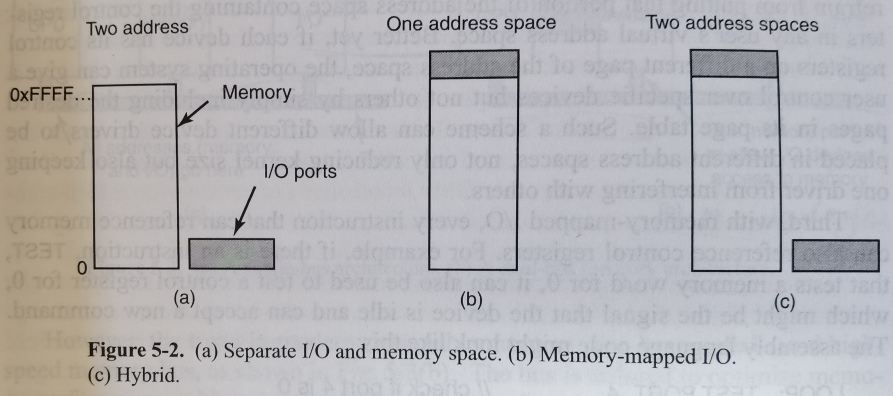 Two address
One address space
Two address spaces
0xFFFF...
Memory
I/O ports
0
(a)
(b)
(c)
Figure 5-2. (a) Separate I/O and memory space. (b) Memory-mapped I/O.
(c) Hybrid.